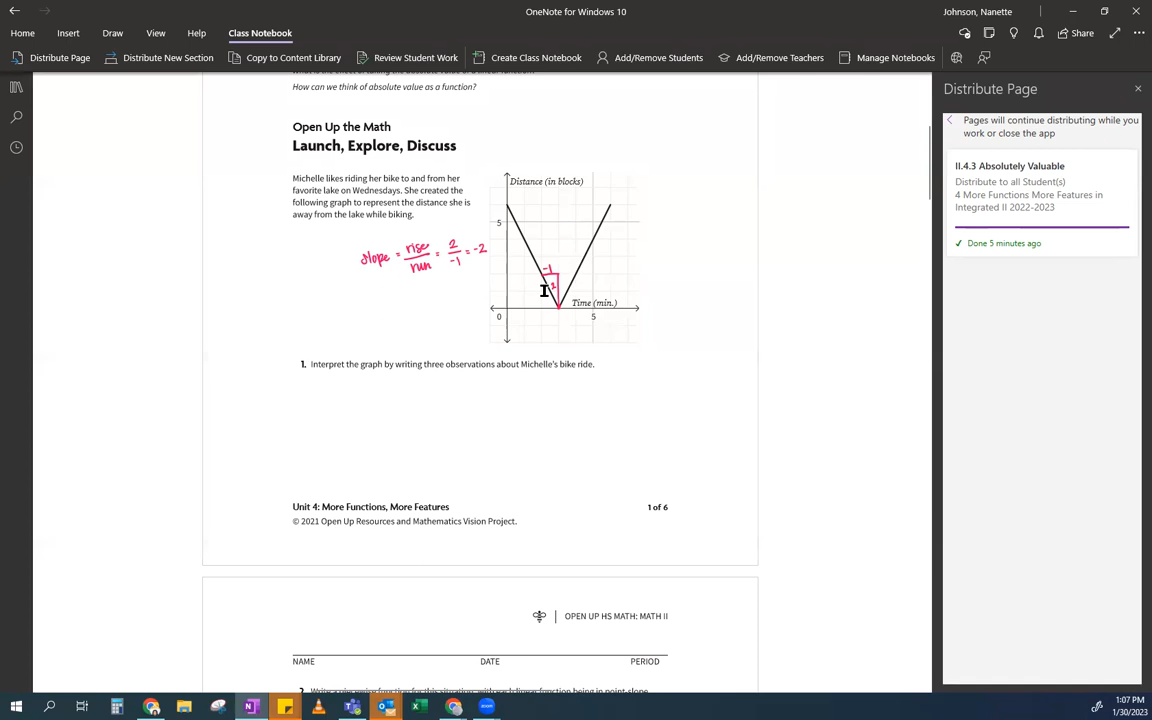 OneNote for Windows 10
Johnson, Nanette
Home Insert Draw View Help Class Notebook
Share
Distribute Page Distribute New Section Copy to Content Library Review Student Work Create Class Notebook Add/Remove Students Add/Remove Teachers Manage Notebooks
How can we think of absolute value as a function?
Open Up the Math
Launch, Explore, Discuss
Michelle likes riding her bike to and from her
favorite lake on Wednesdays. She created the
following graph to represent the distance she is
away from the lake while biking.
slope = rise/run = 2/-1 = -2
Distance (in blocks)
5
-1
2
Time (min.)
0
5
1. Interpret the graph by writing three observations about Michelle's bike ride.
Unit 4: More Functions, More Features
1 of 6
© 2021 Open Up Resources and Mathematics Vision Project.
OPEN UP HS MATH: MATH II
NAME DATE PERIOD
Distribute Page
Pages will continue distributing while you
work or close the app
II.4.3 Absolutely Valuable
Distribute to all Student(s)
4 More Functions More Features in
Integrated II 2022-2023
Done 5 minutes ago
1:07 PM
1/30/2023